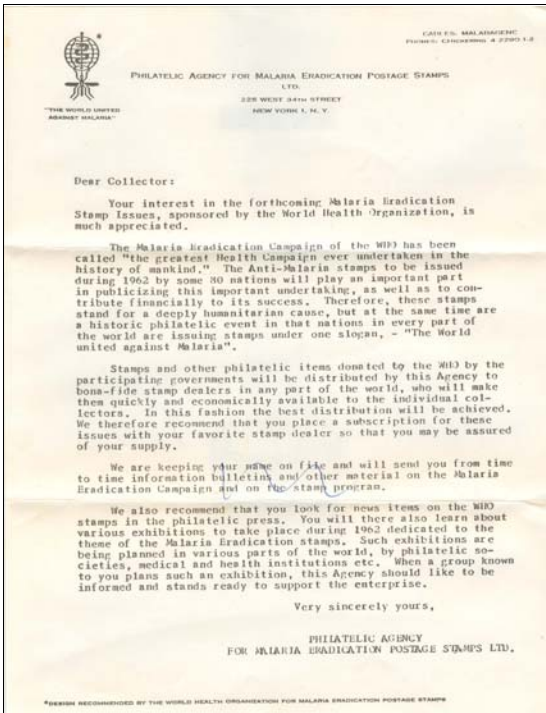 CABLES: MALARAGENC
PHONES: CHICKERING 4 2290 1-2
*
PHILATELIC AGENCY FOR MALARIA ERADICATION POSTAGE STAMPS
LTD.
225 WEST 34TH STREET
NEW YORK 1, N. Y.
"THE WORLD UNITED
AGAINST MALARIA"
Dear Collector:
Your interest in the forthcoming Malaria Eradication
Stamp Issues, sponsored by the World Health Organization, is
much appreciated.
The Malaria Eradication Campaign of the WHO has been
called "the greatest Health Campaign ever undertaken in the
history of mankind." The Anti-Malaria stamps to be issued
during 1962 by some 80 nations will play an important part
in publicizing this important undertaking, as well as to con-
tribute financially to its success. Therefore, these stamps
stand for a deeply humanitarian cause, but at the same time are
a historic philatelic event in that nations in every part of
the world are issuing stamps under one slogan, - "The World
united against Malaria".
Stamps and other philatelic items donated to the WHO by the
participating governments will be distributed by this Agency to
bona-fide stamp dealers in any part of the world, who will make
them quickly and economically available to the individual col-
lectors. In this fashion the best distribution will be achieved.
We therefore recommend that you place a subscription for these
issues with your favorite stamp dealer so that you may be assured
of your supply.
We are keeping your name on file and will send you from time
to time information bulletins and other material on the Malaria
Eradication Campaign and on the stamp program.
We also recommend that you look for news items on the WHO
stamps in the philatelic press. You will there also learn about
various exhibitions to take place during 1962 dedicated to the
theme of the Malaria Eradication stamps. Such exhibitions are
being planned in various parts of the world, by philatelic so-
cieties, medical and health institutions etc. When a group known
to you plans such an exhibition, this Agency should like to be
informed and stands ready to support the enterprise.
Very sincerely yours,
PHILATELIC AGENCY
FOR MALARIA ERADICATION POSTAGE STAMPS LTD.
*DESIGN RECOMMENDED BY THE WORLD HEALTH ORGANIZATION FOR MALARIA ERADICATION POSTAGE STAMPS